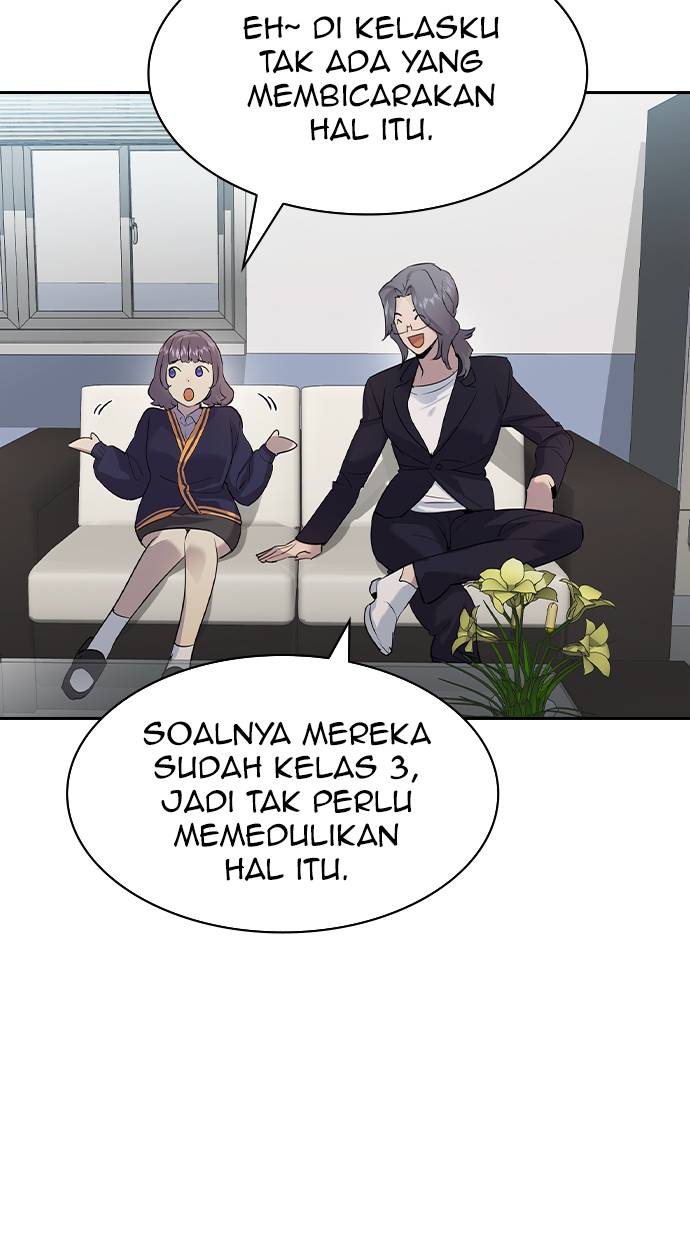 EH~ DI KELASKU
TAK ADA YANG
MEMBICARAKAN
HAL ITU.
SOALNYA MEREKA
SUDAH KELAS 3,
JADI TAK PERLU
MEMEDULIKAN
HAL ITU.